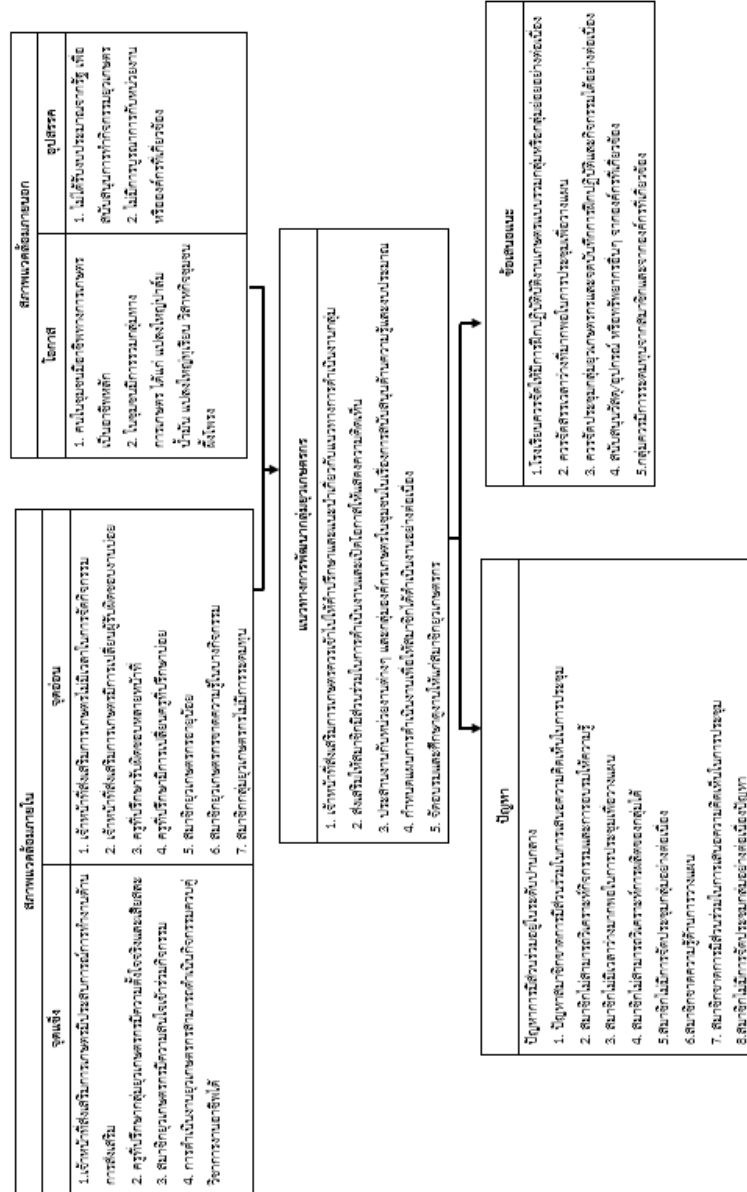 สภาพแวดล้อมภายใน
จุดแข็ง
1.เจ้าหน้าที่ส่งเสริมการเกษตรมีประสบการณ์การทำงานด้าน
การส่งเสริม
2. ครูที่ปรึกษากลุ่มยุวเกษตรกรมีความตั้งใจจริงและเสียสละ
3. สมาชิกยุวเกษตรกรมีความสนใจเข้าร่วมกิจกรรม
4. การดำเนินงานยุวเกษตรกรสามารถดำเนินกิจกรรมควบคู่
วิชาการงานอาชีพได้
จุดอ่อน
1. เจ้าหน้าที่ส่งเสริมการเกษตรไม่มีเวลาในการจัดกิจกรรม
2. เจ้าหน้าที่ส่งเสริมการเกษตรมีการเปลี่ยนผู้รับผิดชอบงานบ่อย
3. ครูที่ปรึกษารับผิดชอบหลายหน้าที่
4. ครูที่ปรึกษามีการเปลี่ยนครูที่ปรึกษาบ่อย
5. สมาชิกยุวเกษตรกรอายุน้อย
6. สมาชิกยุวเกษตรกรขาดความรู้ในบางกิจกรรม
7. สมาชิกกลุ่มยุวเกษตรกรไม่มีการระดมทุน
สภาพแวดล้อมภายนอก
โอกาส
1. คนในชุมชนมีอาชีพทางการเกษตร
เป็นอาชีพหลัก
2. ในชุมชนมีการรวมกลุ่มทาง
การเกษตร ได้แก่ แปลงใหญ่ปาล์ม
น้ำมัน แปลงใหญ่ทุเรียน วิสาหกิจชุมชน
ผึ้งโพรง
อุปสรรค
1. ไม่ได้รับงบประมาณจากรัฐ เพื่อ
สนับสนุนการทำกิจกรรมยุวเกษตร
2. ไม่มีการบูรณาการกับหน่วยงาน
หรือองค์กรที่เกี่ยวข้อง
แนวทางการพัฒนากลุ่มยุวเกษตรกร
1. เจ้าหน้าที่ส่งเสริมการเกษตรควรเข้าไปให้คำปรึกษาและแนะนำเกี่ยวกับแนวทางการดำเนินงานกลุ่ม
2. ส่งเสริมให้สมาชิกมีส่วนร่วมในการดำเนินงานและเปิดโอกาสให้แสดงความคิดเห็น
3. ประสานงานกับหน่วยงานต่างๆ และกลุ่มองค์กรเกษตรในชุมชนในเรื่องการสนับสนุนด้านความรู้และงบประมาณ
4. กำหนดแผนการดำเนินงานเพื่อให้สมาชิกได้ดำเนินงานอย่างต่อเนื่อง
5. จัดอบรมและศึกษาดูงานให้แก่สมาชิกยุวเกษตรกร
ปัญหา
ปัญหาการมีส่วนร่วมอยู่ในระดับปานกลาง
1. ปัญหาสมาชิกขาดการมีส่วนร่วมในการเสนอความคิดเห็นในการประชุม
2. สมาชิกไม่สามารถวิเคราะห์กิจกรรมและการอบรมให้ความรู้
3. สมาชิกไม่มีเวลาว่างมากพอในการประชุมเพื่อวางแผน
4. สมาชิกไม่สามารถวิเคราะห์การผลิตของกลุ่มได้
5.สมาชิกไม่มีการจัดประชุมกลุ่มอย่างต่อเนื่อง
6.สมาชิกขาดความรู้ด้านการวางแผน
7. สมาชิกขาดการมีส่วนร่วมในการเสนอความคิดเห็นในการประชุม
8.สมาชิกไม่มีการจัดประชุมกลุ่มอย่างต่อเนื่องปัญหา
ข้อเสนอแนะ
1.โรงเรียนควรจัดให้มีการฝึกปฏิบัติงานเกษตรแบบรวมกลุ่มหรือกลุ่มย่อยอย่างต่อเนื่อง
2. ควรจัดสรรเวลาว่างที่มากพอในการประชุมเพื่อวางแผน
3. ควรจัดประชุมกลุ่มยุวเกษตรกรและจดบันทึกการฝึกปฏิบัติและกิจกรรมได้อย่างต่อเนื่อง
4. สนับสนุนวัสดุ/อุปกรณ์ หรือทรัพยากรอื่นๆ จากองค์กรที่เกี่ยวข้อง
5.กลุ่มควรมีการระดมทุนจากสมาชิกและจากองค์กรที่เกี่ยวข้อง